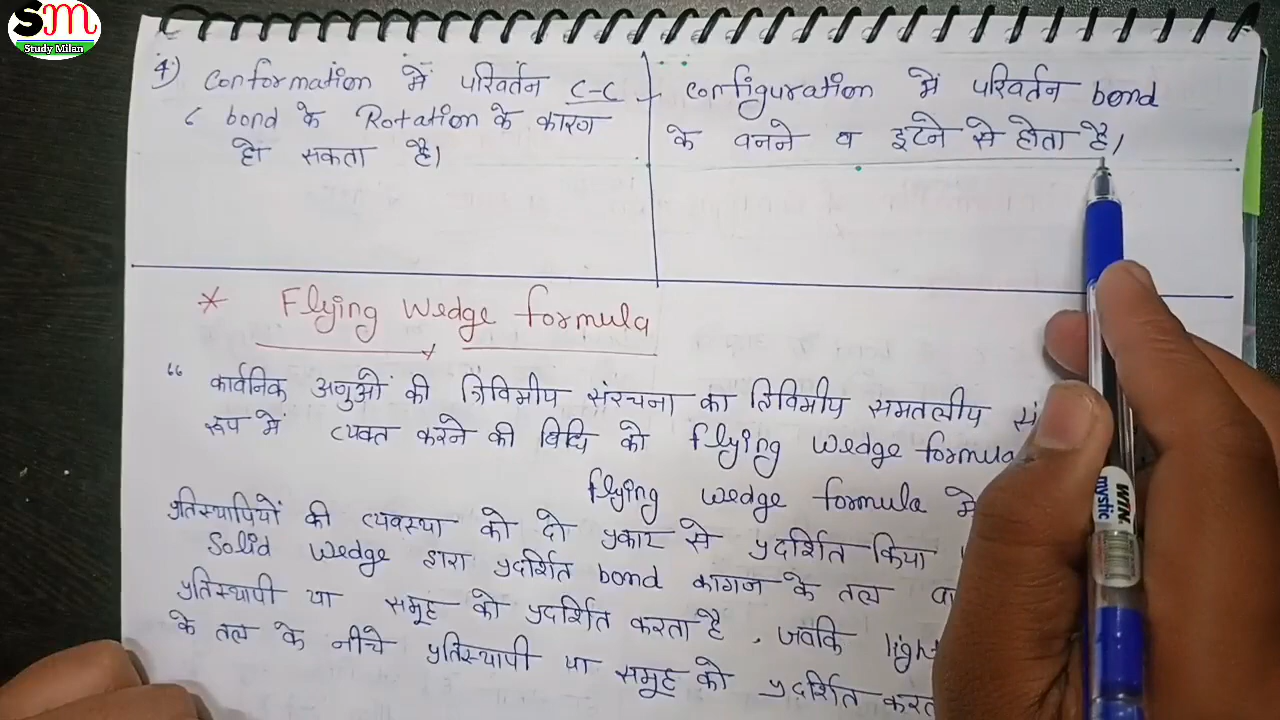 SM
Study Milan
4) Conformation में परिवर्तन C-C
bond के Rotation के कारण
हो सकता है।
Configuration में परिवर्तन bond
के बनने व टूटने से होता है।
* Flying Wedge formula
“ कार्बनिक अणुओं की त्रिविमीय संरचना का द्विविमीय समतलीय
रूप में व्यक्त करने की विधि को flying wedge formula
flying wedge formula में
प्रतिस्थापियों की व्यवस्था को दो प्रकार से प्रदर्शित किया
Solid Wedge द्वारा प्रदर्शित bond कागज के तल
प्रतिस्थापी या समूह को प्रदर्शित करता है, जबकि
के तल के नीचे प्रतिस्थापी या समूह को प्रदर्शित
WIN
mystic